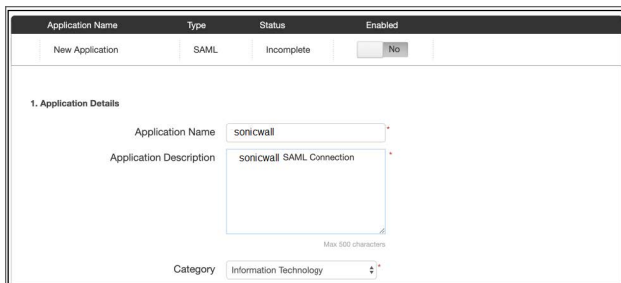 Application Name Type Status Enabled
New Application SAML Incomplete No
1. Application Details
Application Name sonicwall *
Application Description sonicwall SAML Connection *
Max 500 characters
Category Information Technology *